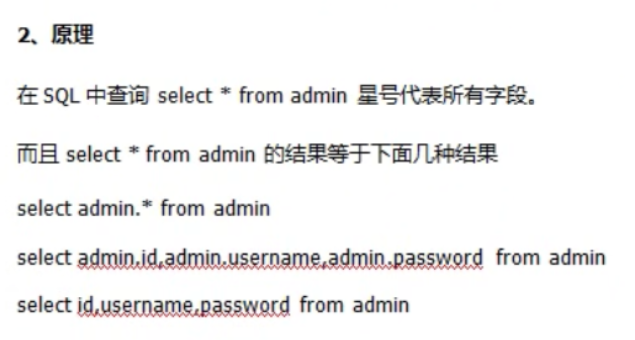 2、原理
在 SQL 中查询 select * from admin 星号代表所有字段。
而且 select * from admin 的结果等于下面几种结果
select admin.* from admin
select admin.id,admin.username,admin.password from admin
select id,username,password from admin